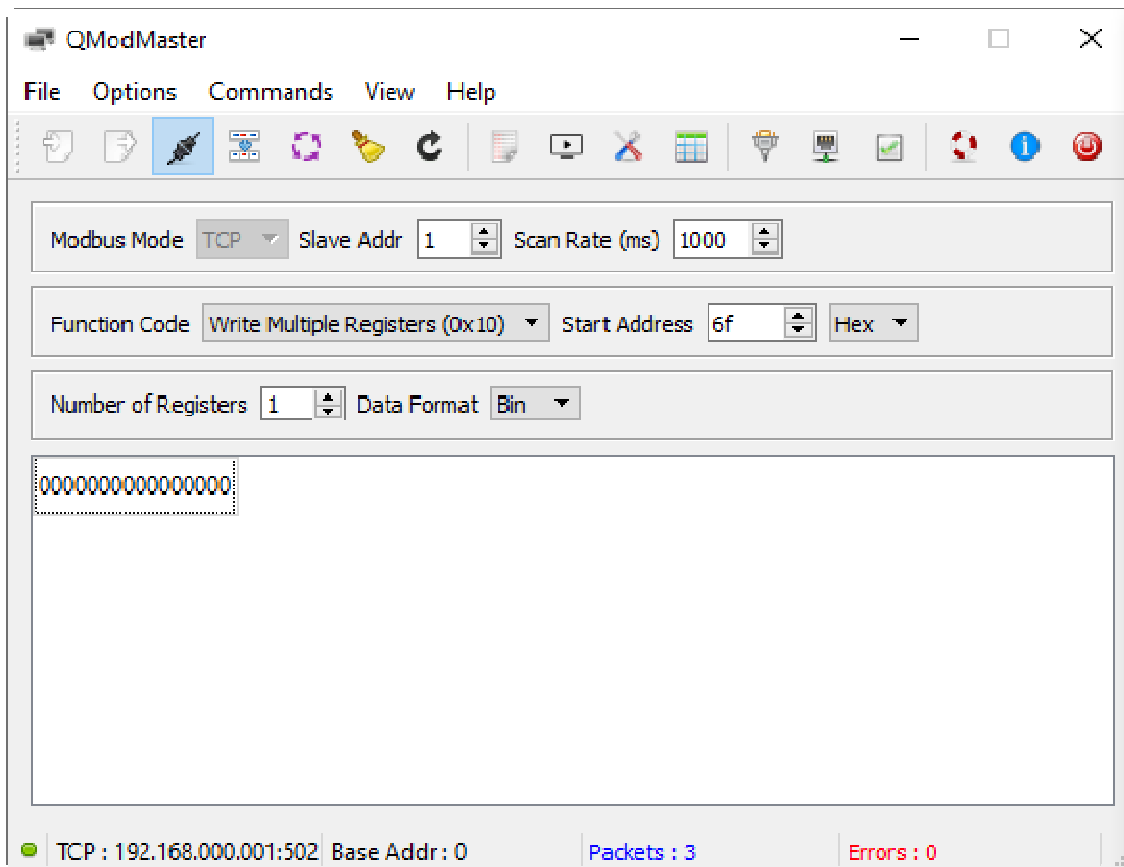 QModMaster
File Options Commands View Help
Modbus Mode TCP Slave Addr 1 Scan Rate (ms) 1000
Function Code Write Multiple Registers (0x10) Start Address 6f Hex
Number of Registers 1 Data Format Bin
0000000000000000
TCP : 192.168.000.001:502 Base Addr : 0 Packets : 3 Errors : 0